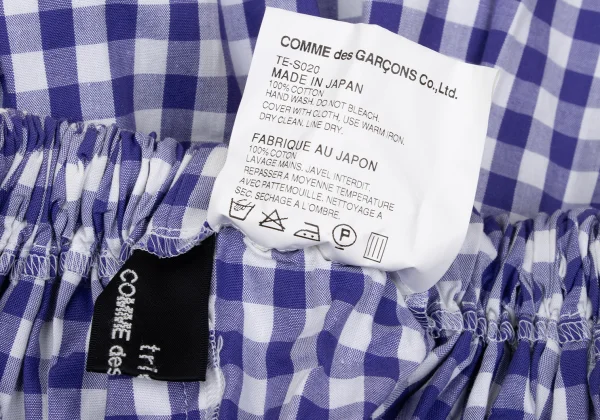 COMME des GARÇONS Co.,Ltd.
TE-S020
MADE IN JAPAN
100% COTTON
HAND WASH. DO NOT BLEACH.
COVER WITH CLOTH, USE WARM IRON.
DRY CLEAN. LINE DRY.
FABRIQUE AU JAPON
100% COTON
LAVAGE MAINS. JAVEL INTERDIT.
REPASSER A MOYENNE TEMPERATURE
AVEC PATTEMOUILLE. NETTOYAGE A
SEC. SECHAGE A L'OMBRE.
P
tri
COMME des